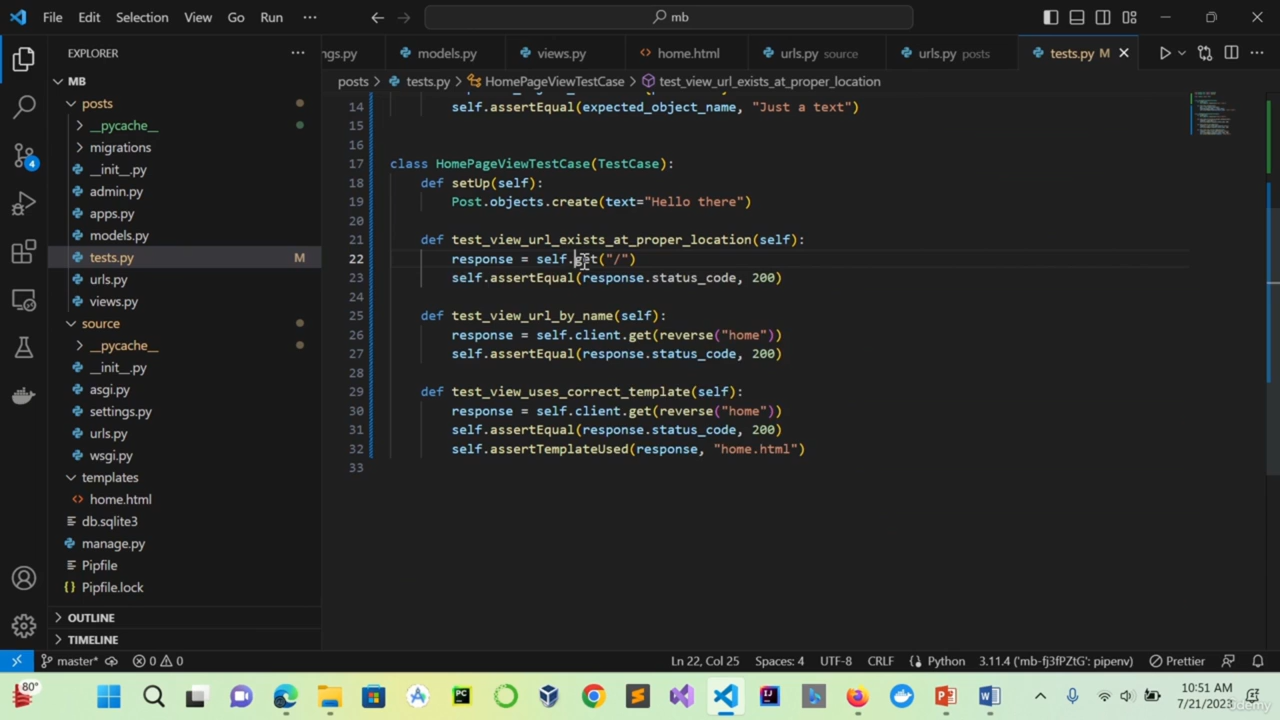 File Edit Selection View Go Run ··· mb
EXPLORER ···
ngs.py models.py views.py home.html urls.py source urls.py posts tests.py M
posts > tests.py > HomePageViewTestCase > test_view_url_exists_at_proper_location
MB
posts
__pycache__
migrations
__init__.py
admin.py
apps.py
models.py
tests.py M
urls.py
views.py
source
__pycache__
__init__.py
asgi.py
settings.py
urls.py
wsgi.py
templates
home.html
db.sqlite3
manage.py
Pipfile
{} Pipfile.lock
OUTLINE
TIMELINE
4
14 self.assertEqual(expected_object_name, "Just a text")
15
16
17 class HomePageViewTestCase(TestCase):
18 def setUp(self):
19 Post.objects.create(text="Hello there")
20
21 def test_view_url_exists_at_proper_location(self):
22 response = self.get("/")
23 self.assertEqual(response.status_code, 200)
24
25 def test_view_url_by_name(self):
26 response = self.client.get(reverse("home"))
27 self.assertEqual(response.status_code, 200)
28
29 def test_view_uses_correct_template(self):
30 response = self.client.get(reverse("home"))
31 self.assertEqual(response.status_code, 200)
32 self.assertTemplateUsed(response, "home.html")
33
master* 0 0 Ln 22, Col 25 Spaces: 4 UTF-8 CRLF {} Python 3.11.4 ('mb-fj3fPZtG': pipenv) Prettier
80° 10:51 AM
7/21/2023
Udemy